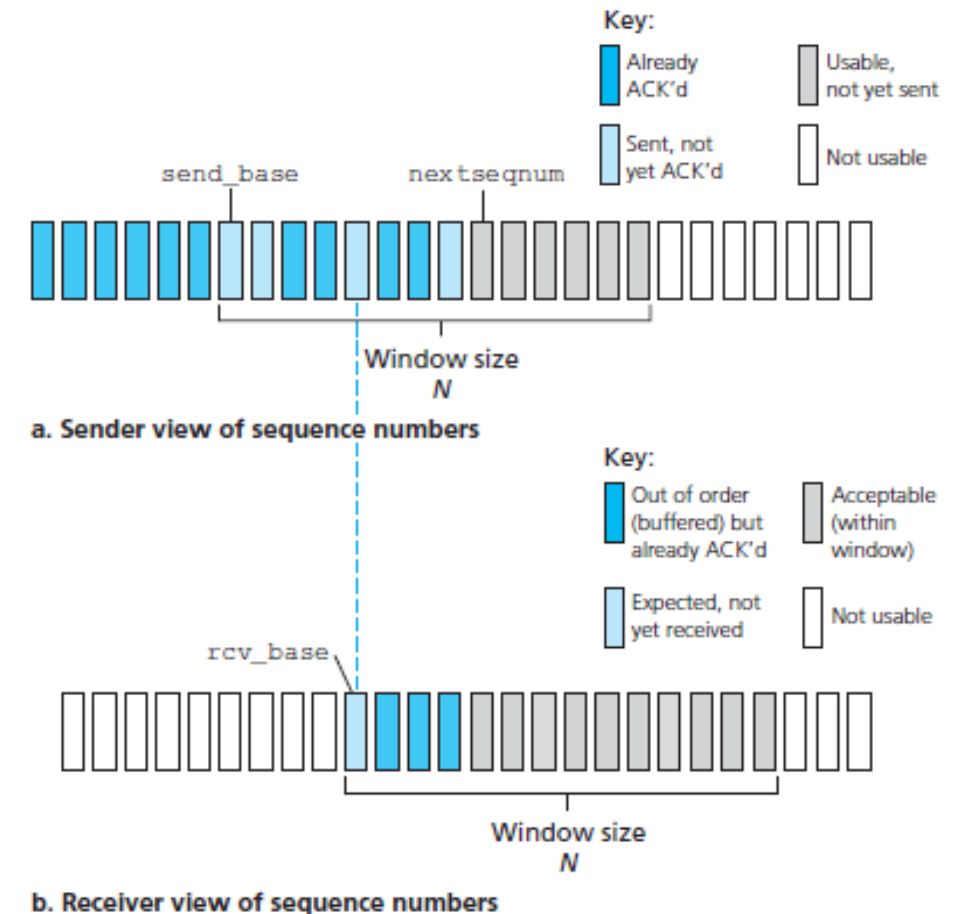 Key:
Already
ACK'd
Usable,
not yet sent
Sent, not
yet ACK'd
Not usable
send_base
nextseqnum
Window size
N
a. Sender view of sequence numbers
Key:
Out of order
(buffered) but
already ACK'd
Acceptable
(within
window)
Expected, not
yet received
Not usable
rcv_base
Window size
N
b. Receiver view of sequence numbers